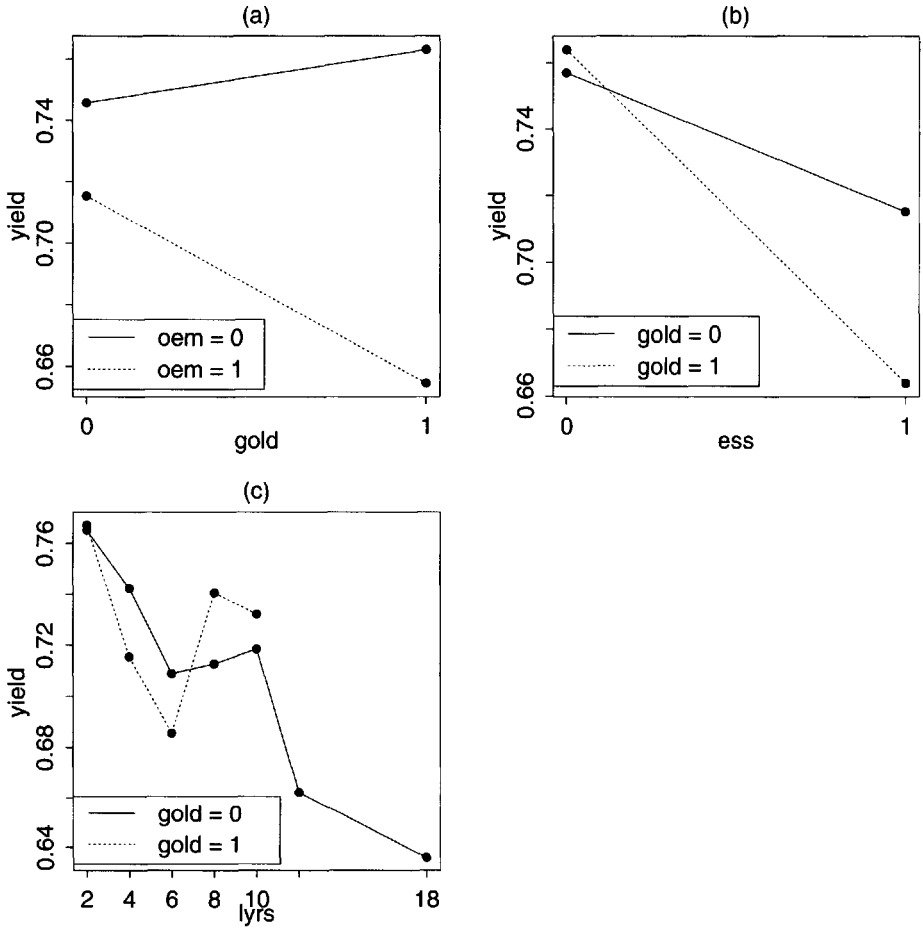 (a)
yield
0.74
0.70
0.66
oem = 0
oem = 1
0
1
gold
(b)
yield
0.74
0.70
0.66
gold = 0
gold = 1
0
1
ess
(c)
yield
0.76
0.72
0.68
0.64
gold = 0
gold = 1
2 4 6 8 10 18
lyrs